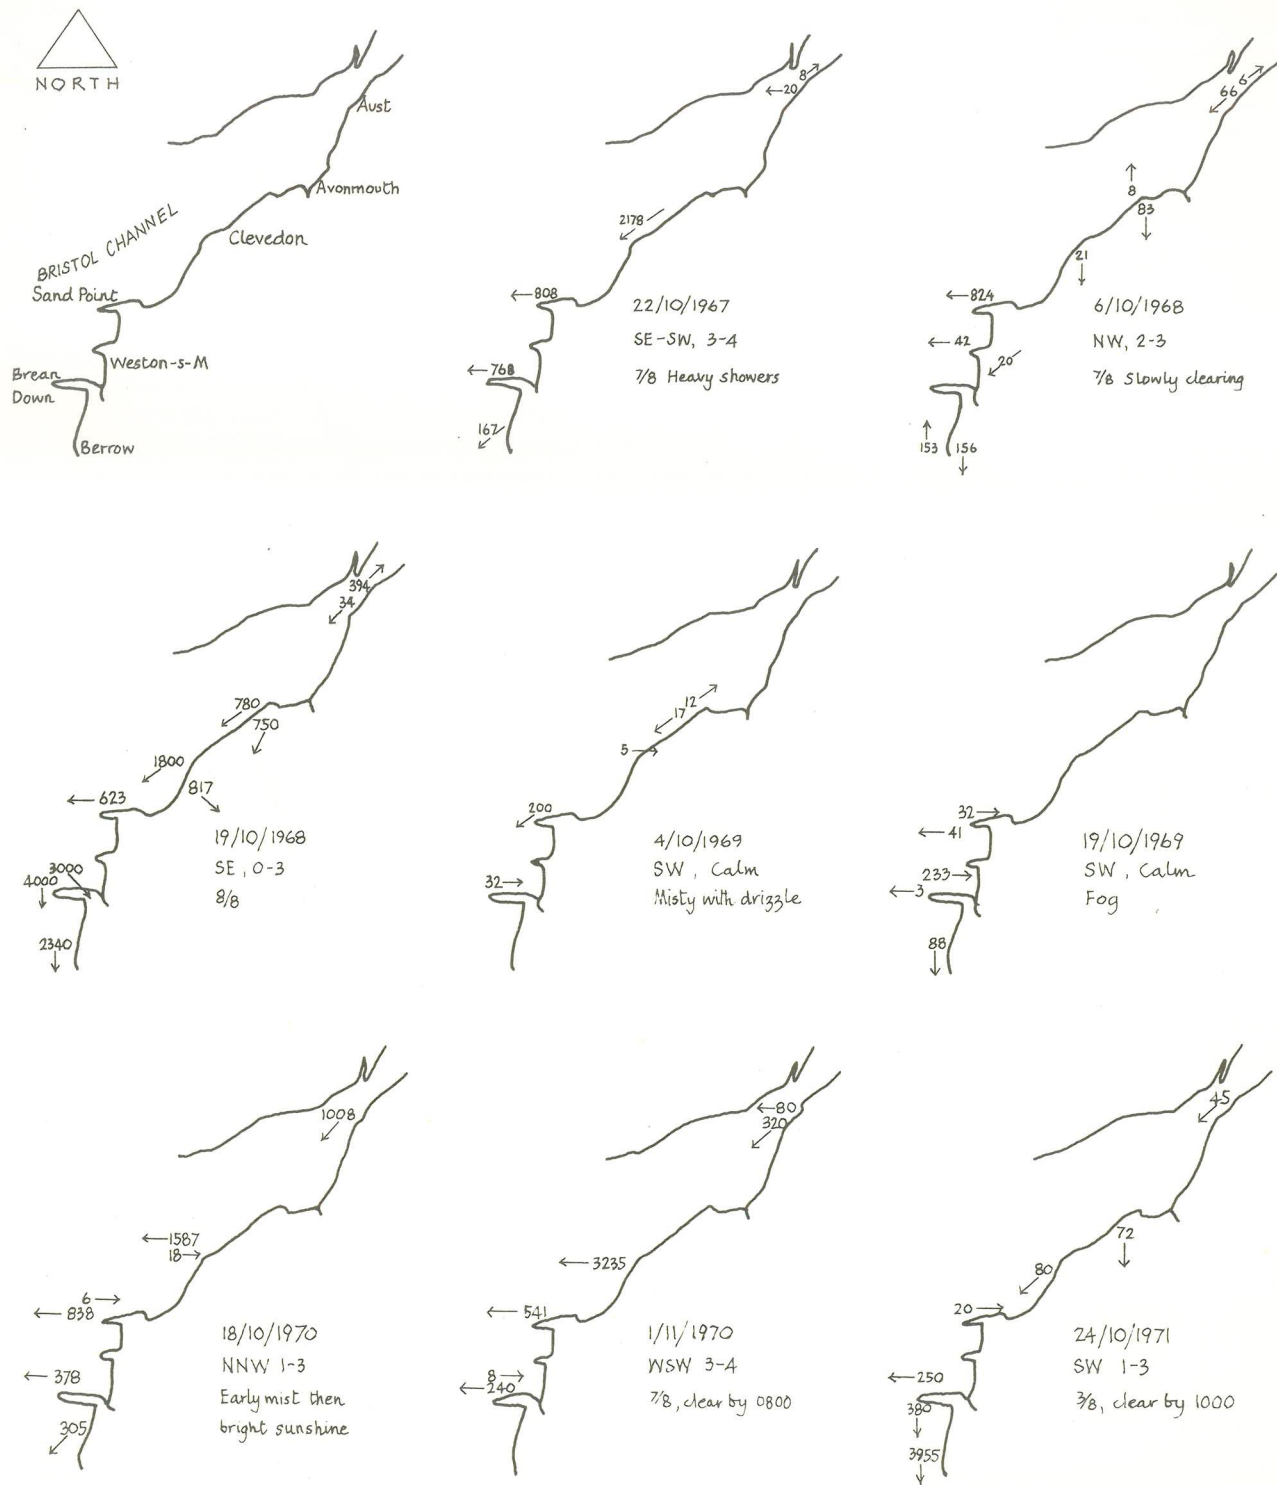 NORTH
Aust
Avonmouth
BRISTOL CHANNEL
Clevedon
Sand Point
Weston-s-M
Brean
Down
Berrow
8
20
2178
808
768
167
22/10/1967
SE-SW, 3-4
7/8 Heavy showers
6
66
8
83
21
824
42
20
153
156
6/10/1968
NW, 2-3
7/8 Slowly clearing
394
34
780
750
1800
817
623
3000
4000
2340
19/10/1968
SE, 0-3
8/8
12
17
5
200
32
4/10/1969
SW, Calm
Misty with drizzle
32
41
233
3
88
19/10/1969
SW, Calm
Fog
1008
1587
18
6
838
378
305
18/10/1970
NNW 1-3
Early mist then
bright sunshine
80
320
3235
541
8
240
1/11/1970
WSW 3-4
7/8, clear by 0800
45
72
80
20
250
380
3955
24/10/1971
SW 1-3
3/8, clear by 1000